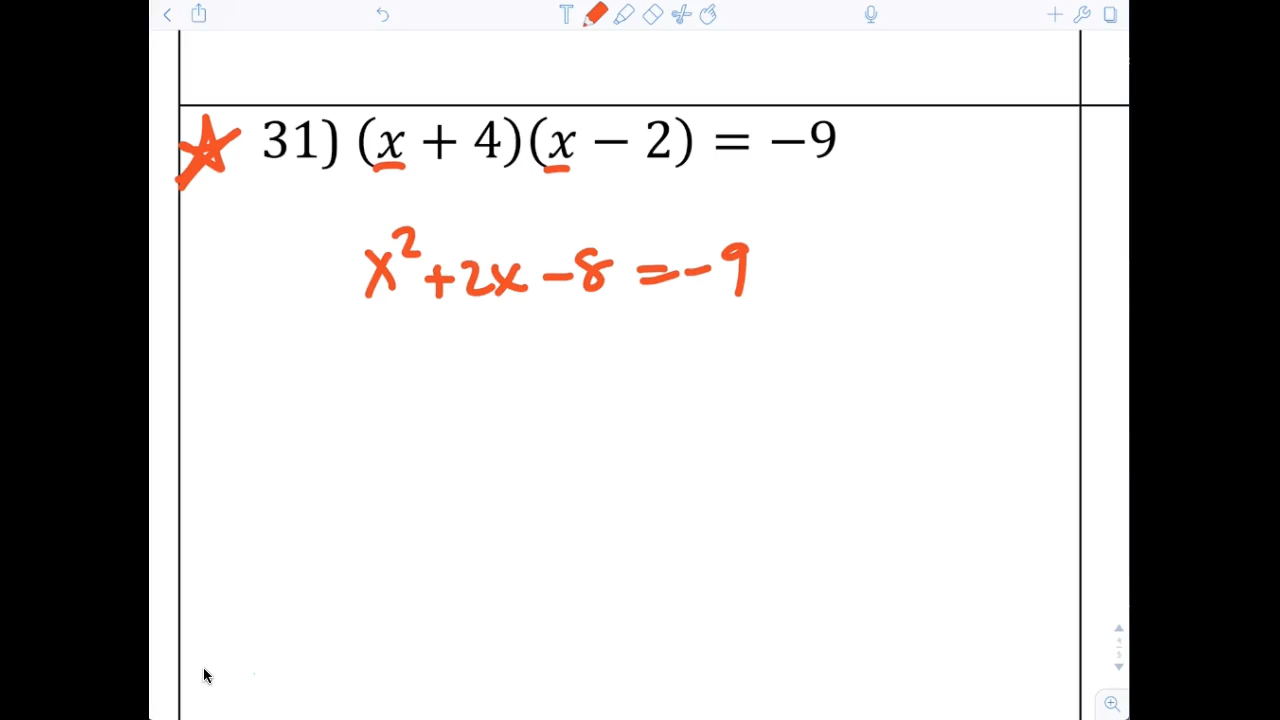 31) (x + 4)(x − 2) = −9
x² + 2x − 8 = −9